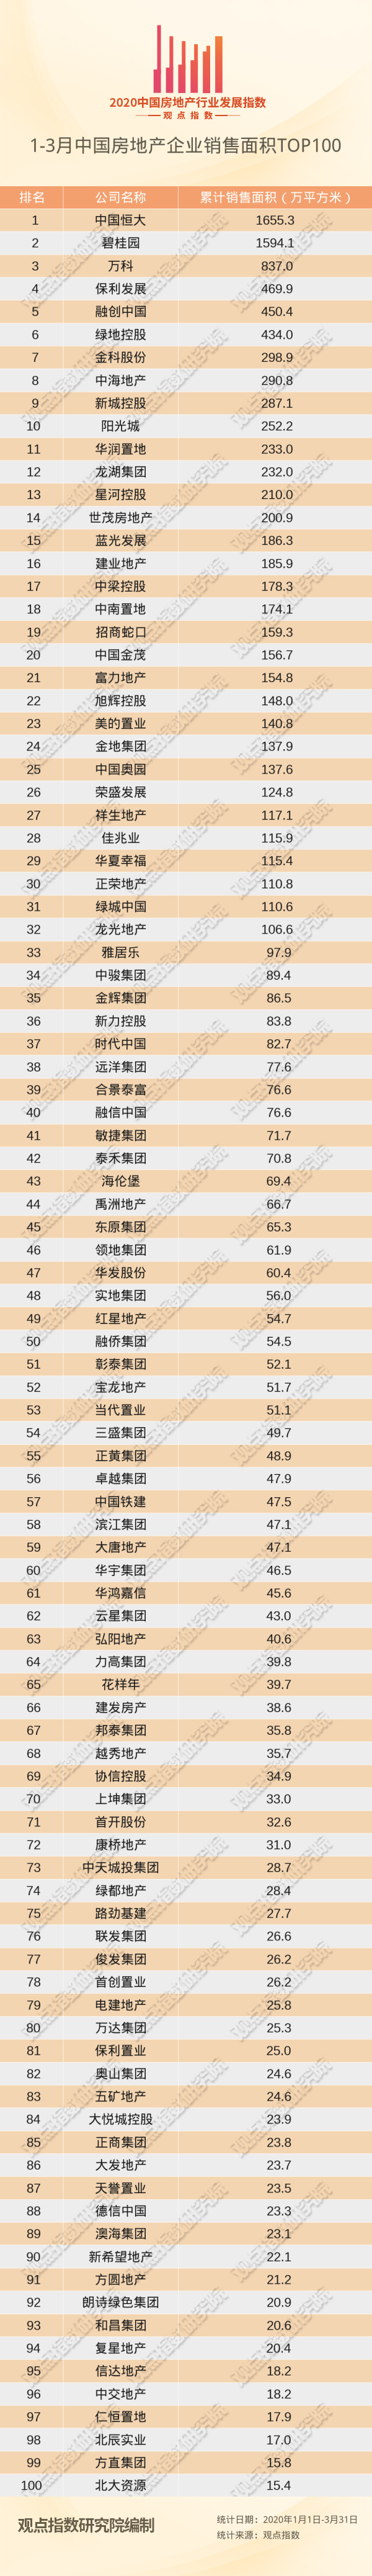 2020中国房地产行业发展指数
观点指数
1-3月中国房地产企业销售面积TOP100
排名 公司名称 累计销售面积（万平方米）
1 中国恒大 1655.3
2 碧桂园 1594.1
3 万科 837.0
4 保利发展 469.9
5 融创中国 450.4
6 绿地控股 434.0
7 金科股份 298.9
8 中海地产 290.8
9 新城控股 287.1
10 阳光城 252.2
11 华润置地 233.0
12 龙湖集团 232.0
13 星河控股 210.0
14 世茂房地产 200.9
15 蓝光发展 186.3
16 建业地产 185.9
17 中梁控股 178.3
18 中南置地 174.1
19 招商蛇口 159.3
20 中国金茂 156.7
21 富力地产 154.8
22 旭辉控股 148.0
23 美的置业 140.8
24 金地集团 137.9
25 中国奥园 137.6
26 荣盛发展 124.8
27 祥生地产 117.1
28 佳兆业 115.9
29 华夏幸福 115.4
30 正荣地产 110.8
31 绿城中国 110.6
32 龙光地产 106.6
33 雅居乐 97.9
34 中骏集团 89.4
35 金辉集团 86.5
36 新力控股 83.8
37 时代中国 82.7
38 远洋集团 77.6
39 合景泰富 76.6
40 融信中国 76.6
41 敏捷集团 71.7
42 泰禾集团 70.8
43 海伦堡 69.4
44 禹洲地产 66.7
45 东原集团 65.3
46 领地集团 61.9
47 华发股份 60.4
48 实地集团 56.0
49 红星地产 54.7
50 融侨集团 54.5
51 彰泰集团 52.1
52 宝龙地产 51.7
53 当代置业 51.1
54 三盛集团 49.7
55 正黄集团 48.9
56 卓越集团 47.9
57 中国铁建 47.5
58 滨江集团 47.1
59 大唐地产 47.1
60 华宇集团 46.5
61 华鸿嘉信 45.6
62 云星集团 43.0
63 弘阳地产 40.6
64 力高集团 39.8
65 花样年 39.7
66 建发房产 38.6
67 邦泰集团 35.8
68 越秀地产 35.7
69 协信控股 34.9
70 上坤集团 33.0
71 首开股份 32.6
72 康桥地产 31.0
73 中天城投集团 28.7
74 绿都地产 28.4
75 路劲基建 27.7
76 联发集团 26.6
77 俊发集团 26.2
78 首创置业 26.2
79 电建地产 25.8
80 万达集团 25.3
81 保利置业 25.0
82 奥山集团 24.6
83 五矿地产 24.6
84 大悦城控股 23.9
85 正商集团 23.8
86 大发地产 23.7
87 天誉置业 23.5
88 德信中国 23.3
89 澳海集团 23.1
90 新希望地产 22.1
91 方圆地产 21.2
92 朗诗绿色集团 20.9
93 和昌集团 20.6
94 复星地产 20.4
95 信达地产 18.2
96 中交地产 18.2
97 仁恒置地 17.9
98 北辰实业 17.0
99 方直集团 15.8
100 北大资源 15.4
观点指数研究院编制
统计日期：2020年1月1日-3月31日
统计来源：观点指数